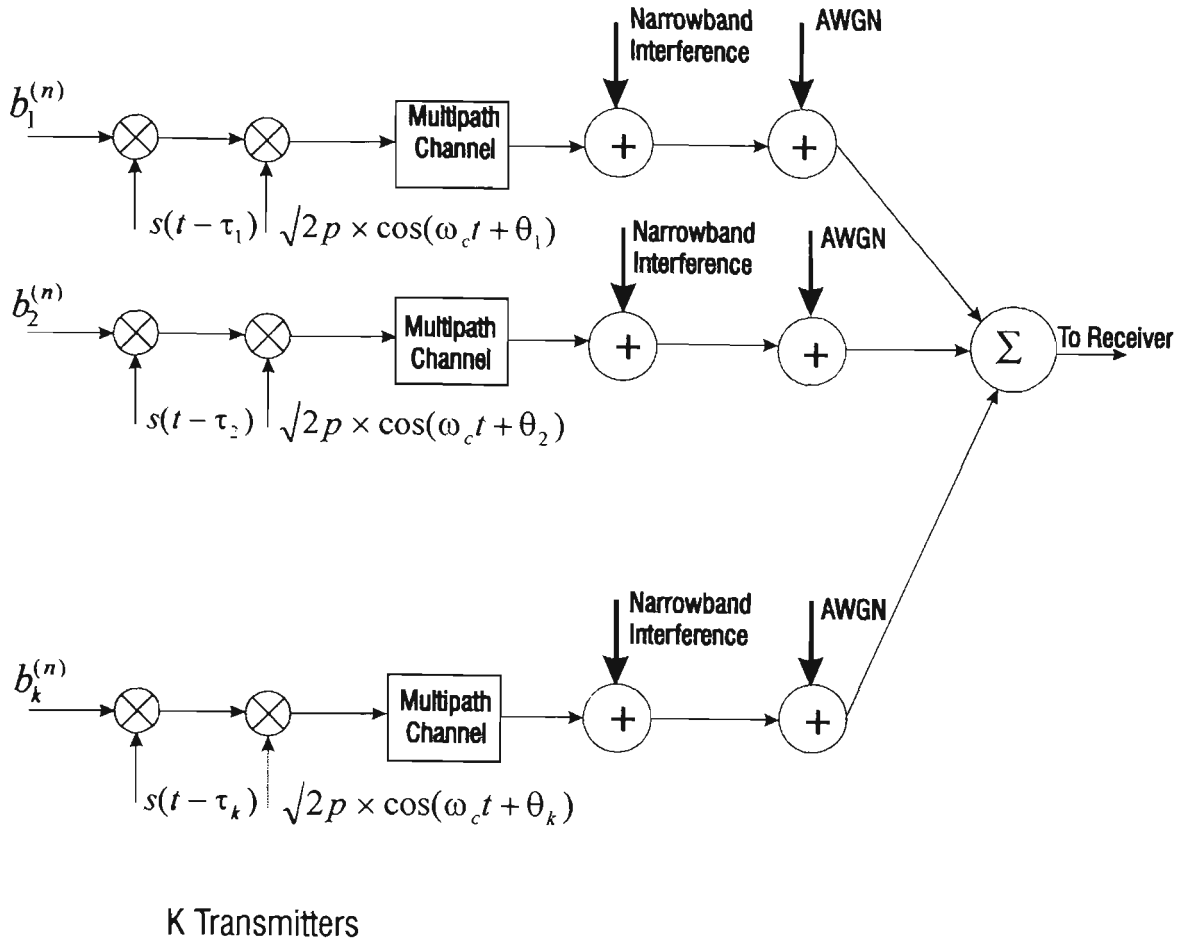 Narrowband
Interference
AWGN
b_1^{(n)}
Multipath
Channel
+
+
s(t − τ_1)
√2p × cos(ω_c t + θ_1)
Narrowband
Interference
AWGN
b_2^{(n)}
Multipath
Channel
+
+
Σ
To Receiver
s(t − τ_2)
√2p × cos(ω_c t + θ_2)
Narrowband
Interference
AWGN
b_k^{(n)}
Multipath
Channel
+
+
s(t − τ_k)
√2p × cos(ω_c t + θ_k)
K Transmitters